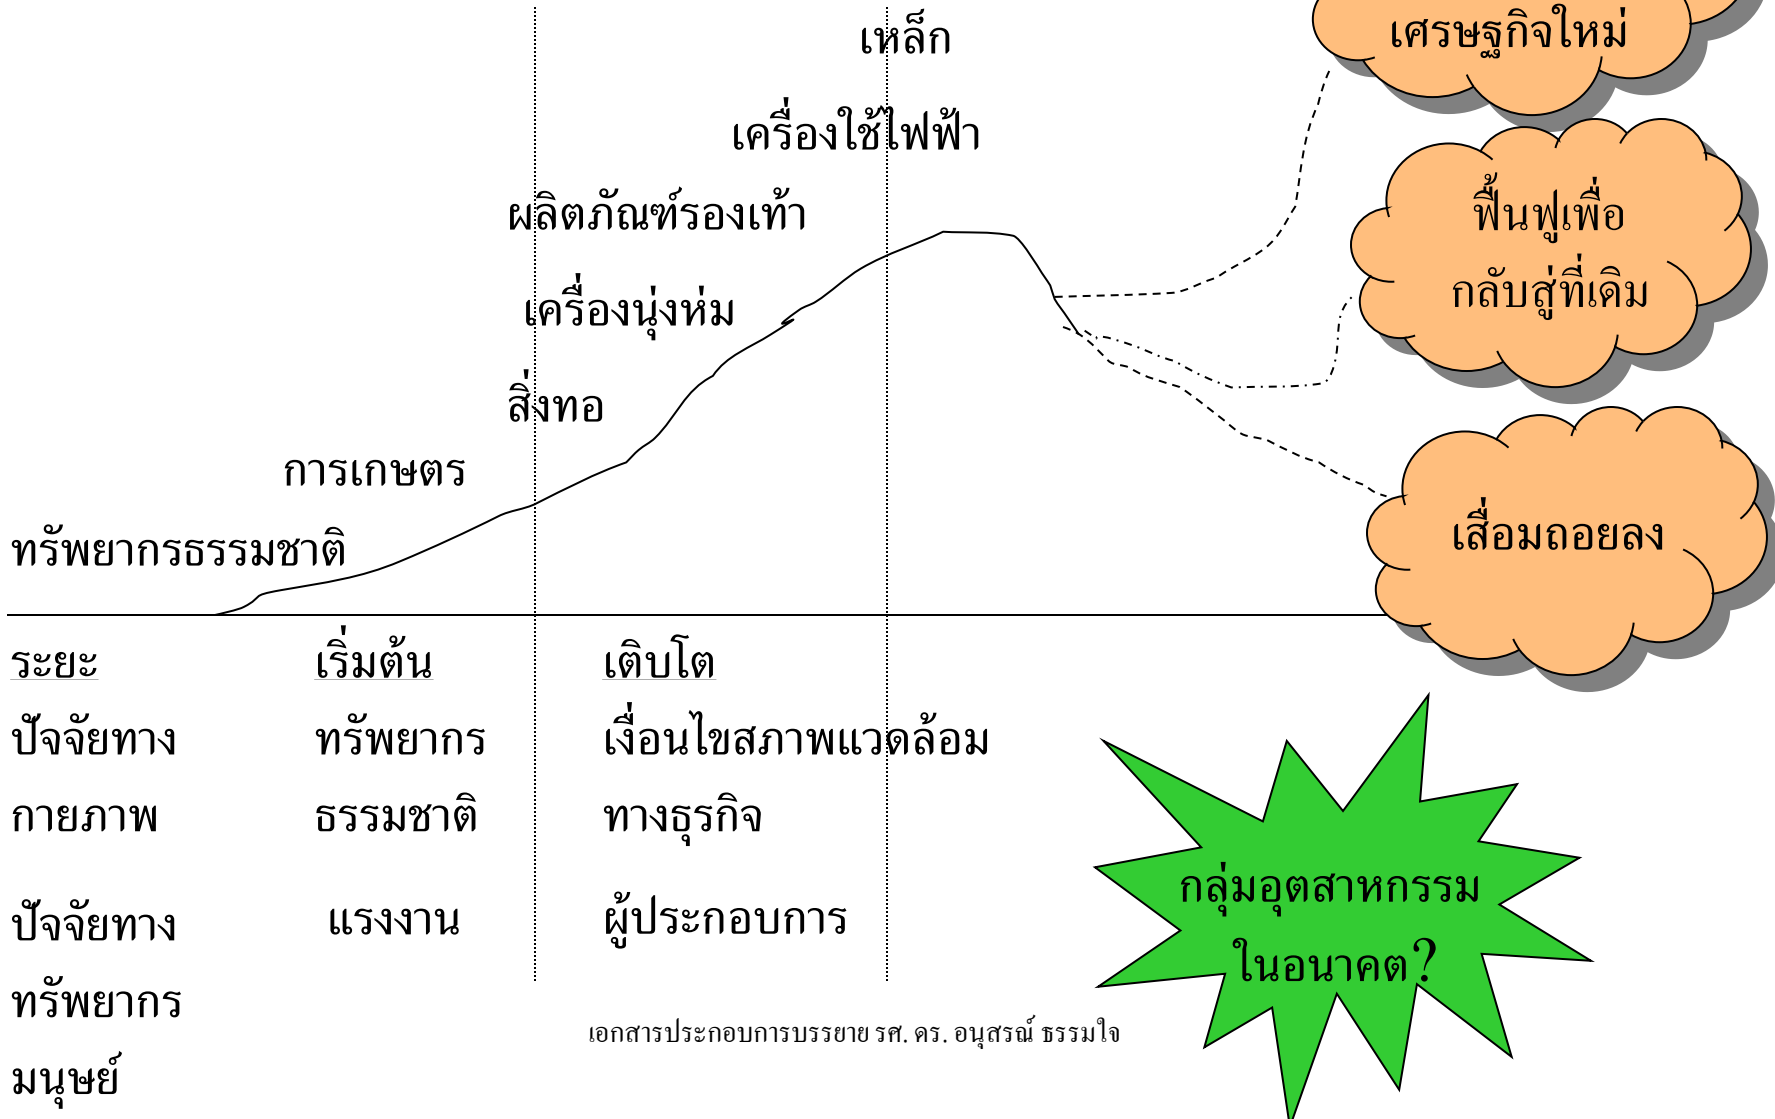 เหล็ก
เศรษฐกิจใหม่
เครื่องใช้ไฟฟ้า
ผลิตภัณฑ์รองเท้า
ฟื้นฟูเพื่อ
กลับสู่ที่เดิม
เครื่องนุ่งห่ม
สิ่งทอ
การเกษตร
ทรัพยากรธรรมชาติ
เสื่อมถอยลง
ระยะ เริ่มต้น เติบโต
ปัจจัยทาง ทรัพยากร เงื่อนไขสภาพแวดล้อม
กายภาพ ธรรมชาติ ทางธุรกิจ
ปัจจัยทาง แรงงาน ผู้ประกอบการ
ทรัพยากร
มนุษย์
กลุ่มอุตสาหกรรม
ในอนาคต?
เอกสารประกอบการบรรยาย รศ. ดร. อนุสรณ์ ธรรมใจ